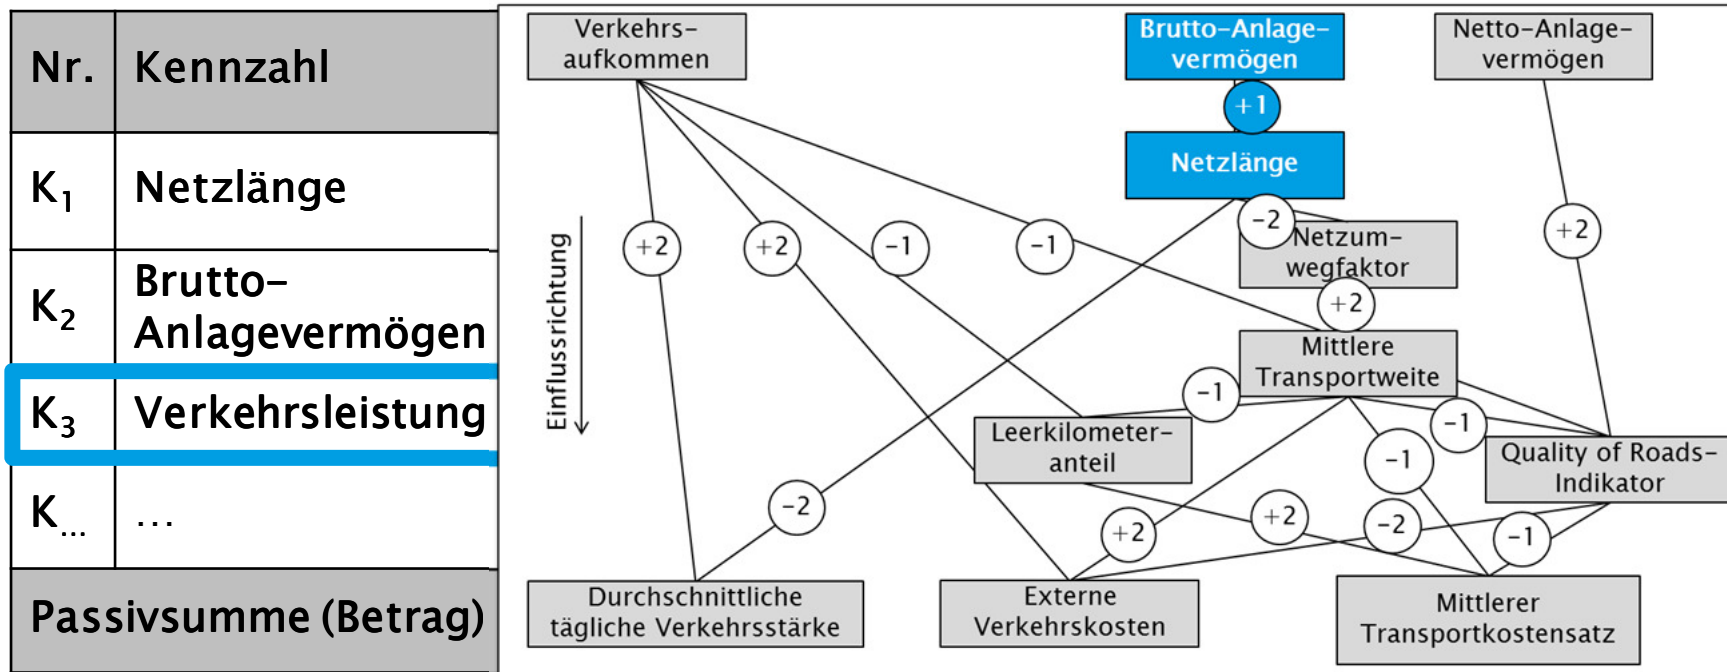 Nr. Kennzahl
K₁ Netzlänge
K₂ Brutto-
Anlagevermögen
K₃ Verkehrsleistung
K... ...
Passivsumme (Betrag)
Verkehrs-
aufkommen
Brutto-Anlage-
vermögen
Netto-Anlage-
vermögen
+1
Netzlänge
Einflussrichtung
+2
+2
-1
-1
-2
+2
Netzum-
wegfaktor
+2
Mittlere
Transportweite
-1
-1
-1
Leerkilometer-
anteil
Quality of Roads-
Indikator
-2
+2
+2
-2
-1
Durchschnittliche
tägliche Verkehrsstärke
Externe
Verkehrskosten
Mittlerer
Transportkostensatz